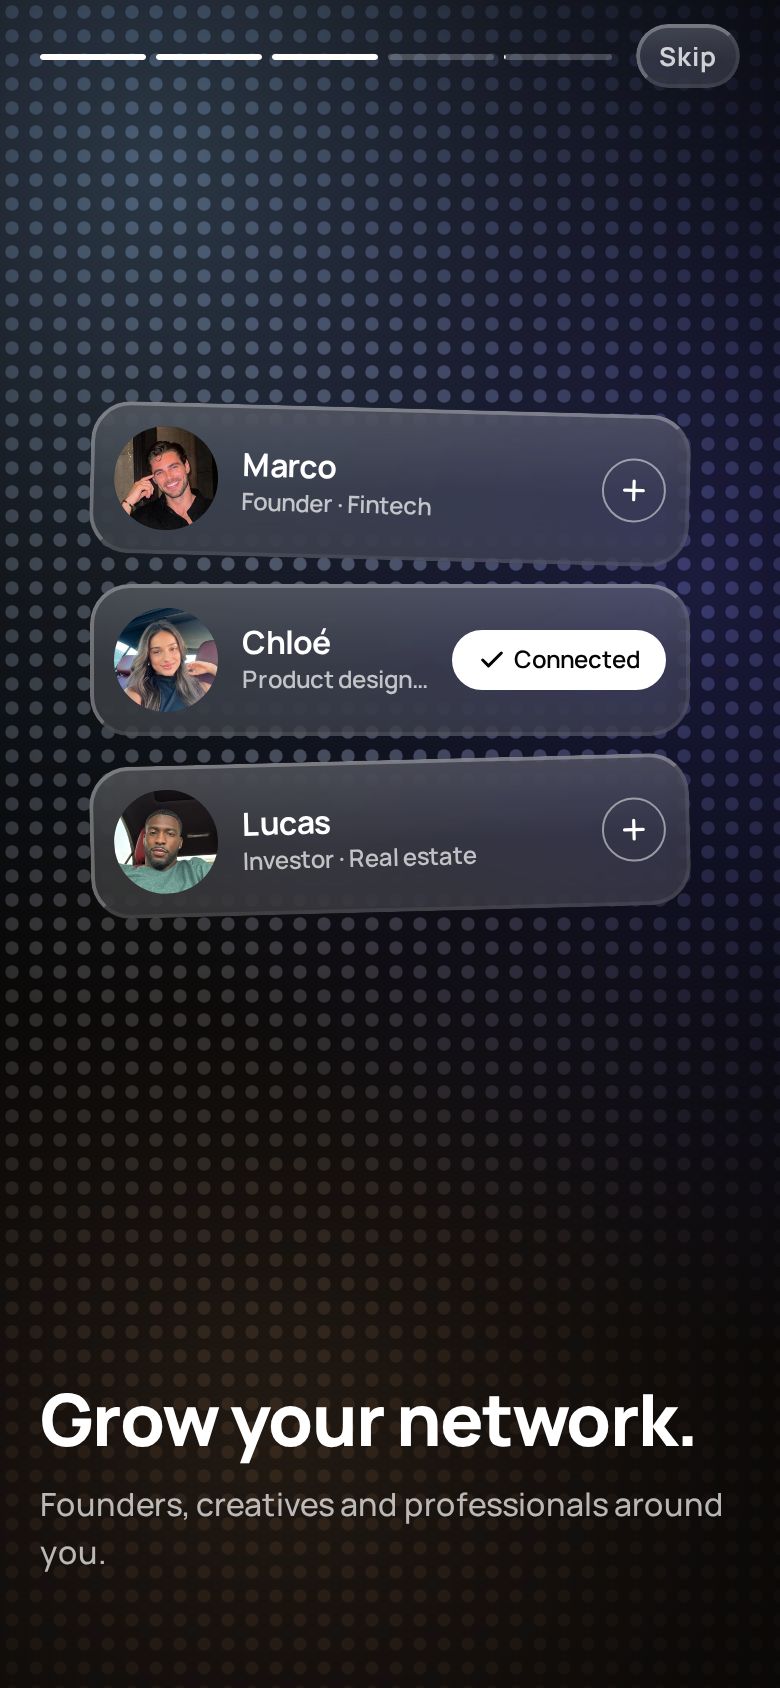 Skip
Marco
Founder · Fintech
Chloé
Product design...
Connected
Lucas
Investor · Real estate
Grow your network.
Founders, creatives and professionals around
you.